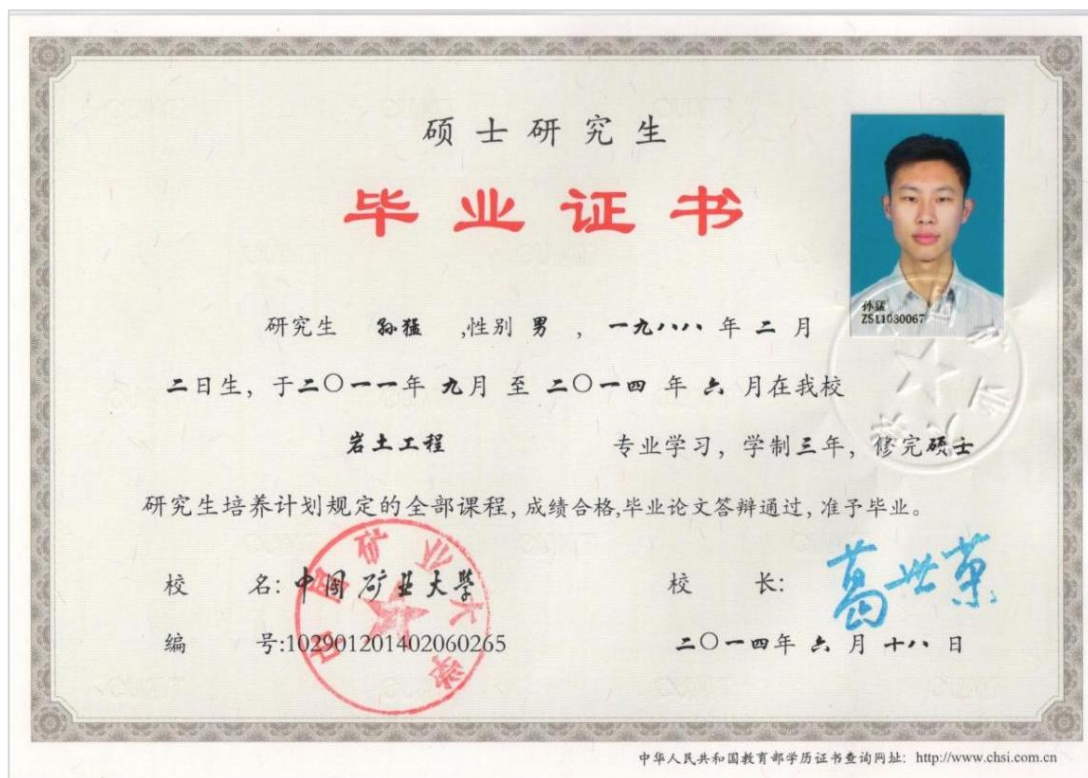 硕士研究生
毕业证书
孙猛
ZS11030067
研究生 孙猛 ,性别 男 , 一九八八 年 二 月
二日生, 于二〇一一年 九月 至 二〇一四 年 六 月在我校
岩土工程 专业学习, 学制三年, 修完硕士
研究生培养计划规定的全部课程, 成绩合格,毕业论文答辩通过, 准予毕业。
校 名: 中国矿业大学
校 长: 葛世荣
编 号:102901201402060265
二〇一四年 六 月 十八 日
中国矿业大学
中华人民共和国教育部学历证书查询网址: http://www.chsi.com.cn